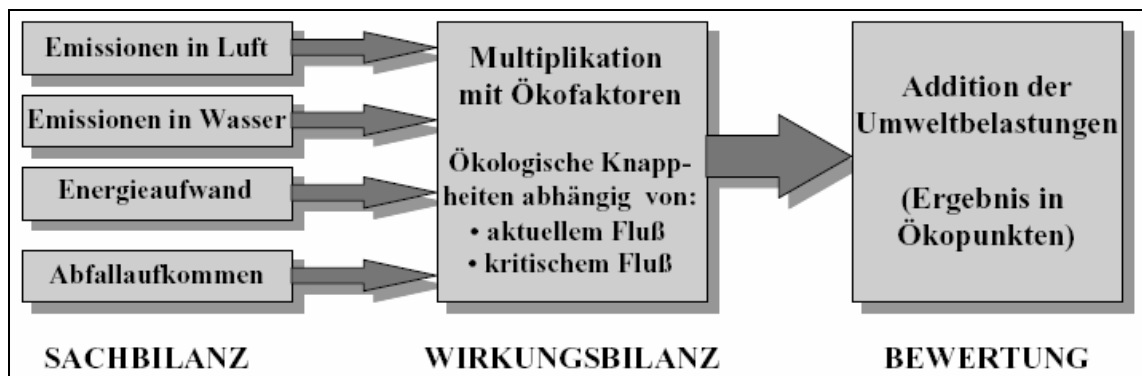 Emissionen in Luft
Emissionen in Wasser
Energieaufwand
Abfallaufkommen
SACHBILANZ
Multiplikation
mit Ökofaktoren
Ökologische Knapp-
heiten abhängig von:
• aktuellem Fluß
• kritischem Fluß
WIRKUNGSBILANZ
Addition der
Umweltbelastungen
(Ergebnis in
Ökopunkten)
BEWERTUNG